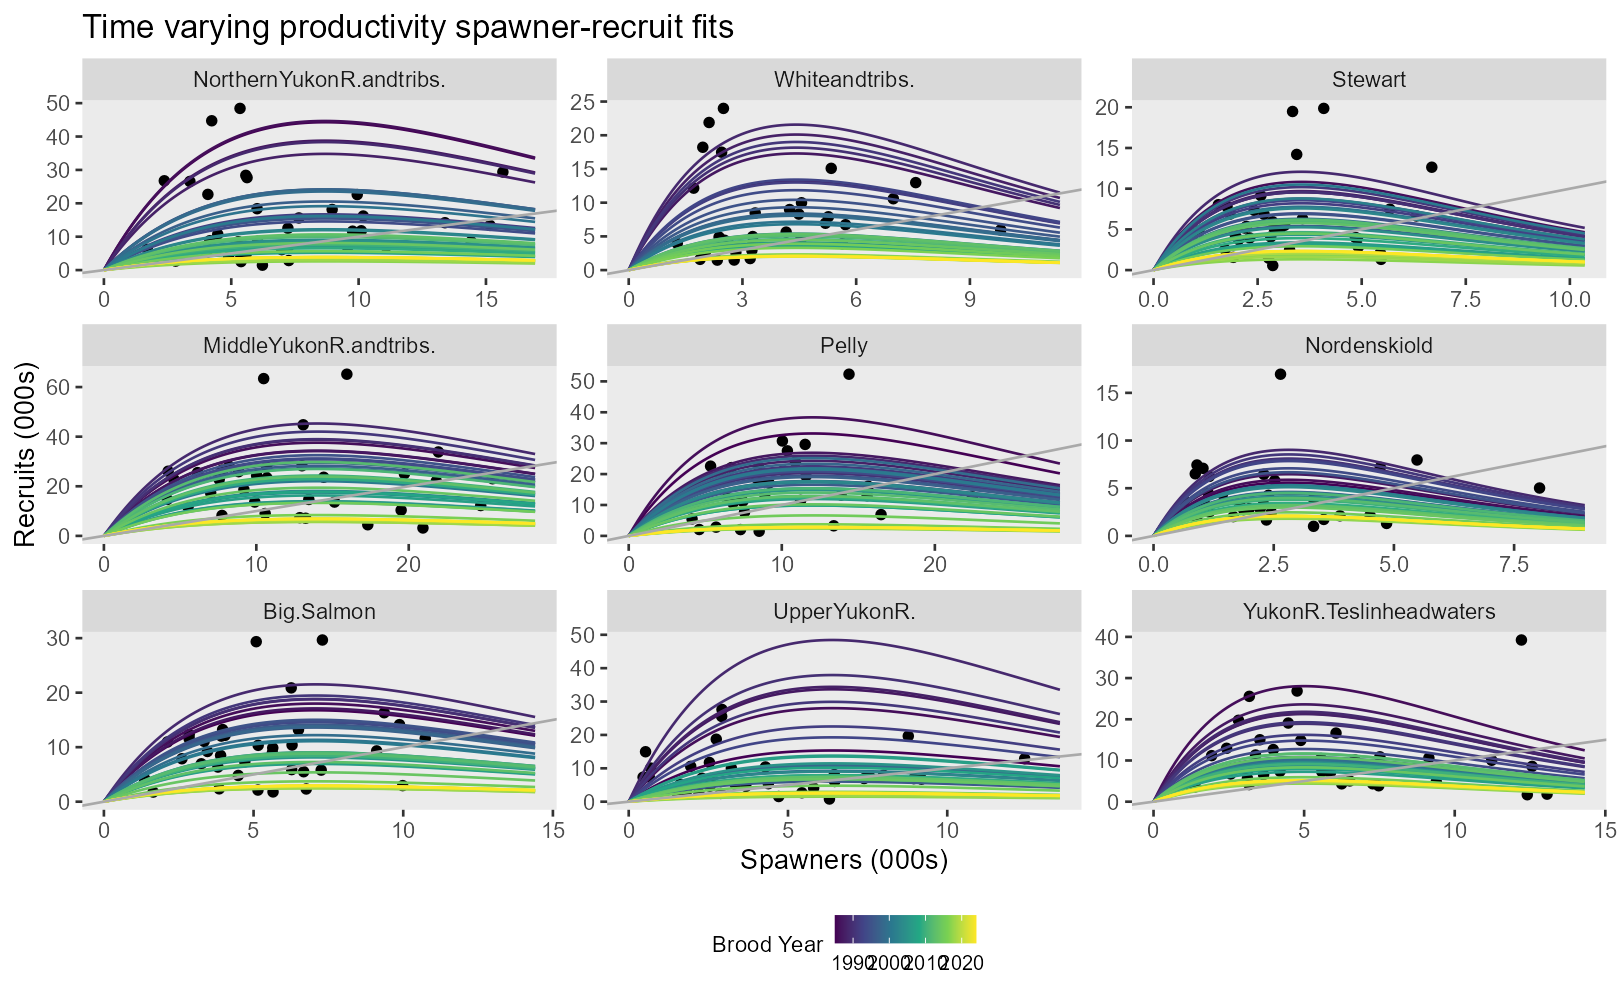 Time varying productivity spawner-recruit fits
NorthernYukonR.andtribs.
Whiteandtribs.
Stewart
50
40
30
20
10
0
0 5 10 15
25
20
15
10
5
0
0 3 6 9
20
15
10
5
0
0.0 2.5 5.0 7.5 10.0
MiddleYukonR.andtribs.
Pelly
Nordenskiold
60
40
20
0
0 10 20
50
40
30
20
10
0
0 10 20
15
10
5
0
0.0 2.5 5.0 7.5
Recruits (000s)
Big.Salmon
UpperYukonR.
YukonR.Teslinheadwaters
30
20
10
0
0 5 10 15
50
40
30
20
10
0
0 5 10
40
30
20
10
0
0 5 10 15
Spawners (000s)
Brood Year
1990 2000 2010 2020